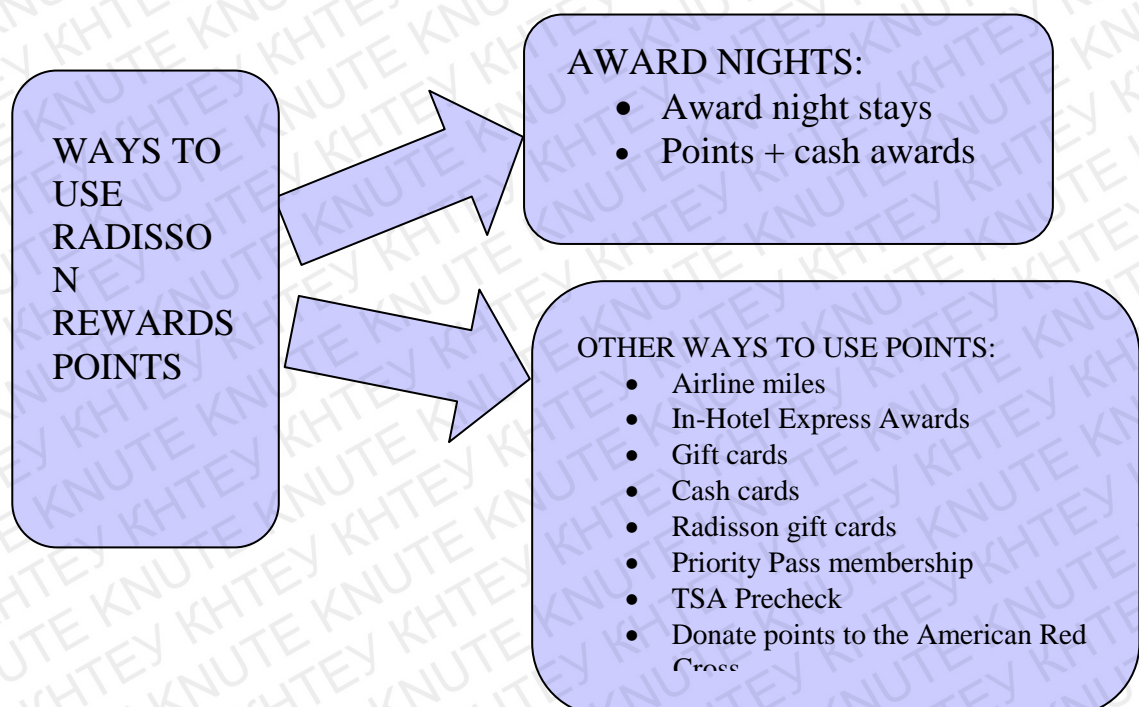 WAYS TO
USE
RADISSO
N
REWARDS
POINTS
AWARD NIGHTS:
• Award night stays
• Points + cash awards
OTHER WAYS TO USE POINTS:
• Airline miles
• In-Hotel Express Awards
• Gift cards
• Cash cards
• Radisson gift cards
• Priority Pass membership
• TSA Precheck
• Donate points to the American Red
Cross